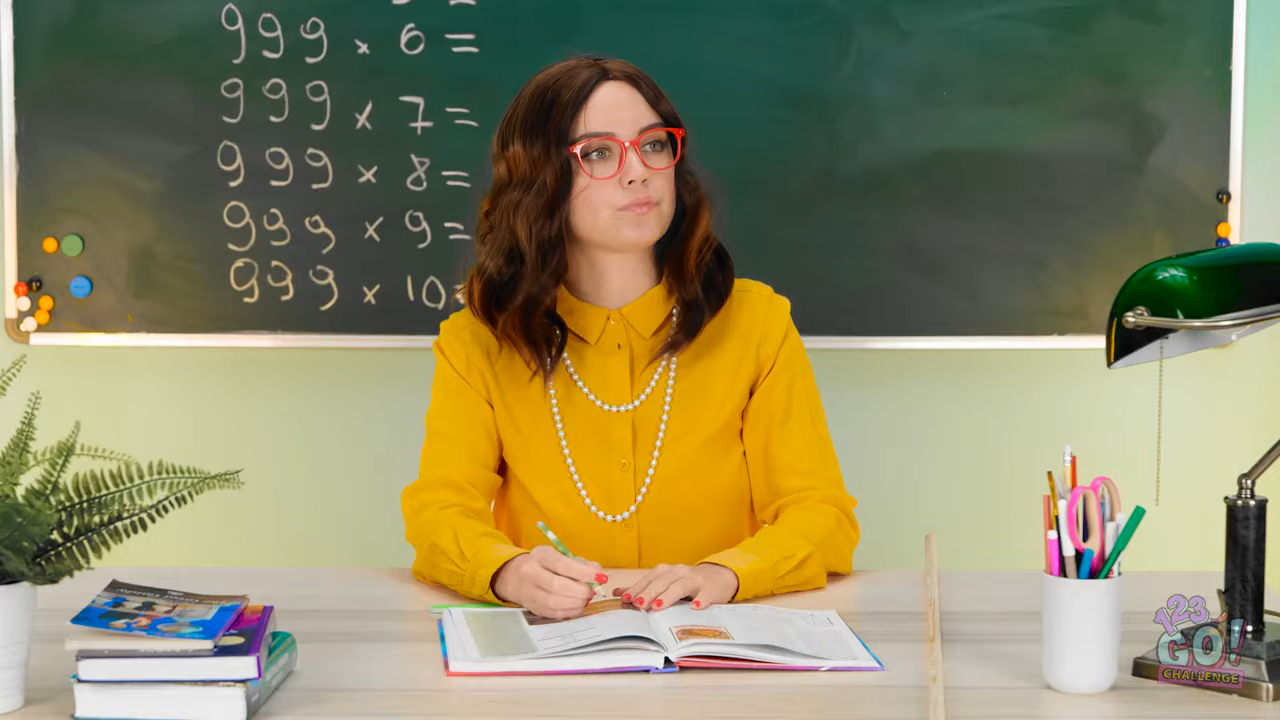 999 × 6 =
999 × 7 =
999 × 8 =
999 × 9 =
999 × 10=
123
GO!
CHALLENGE